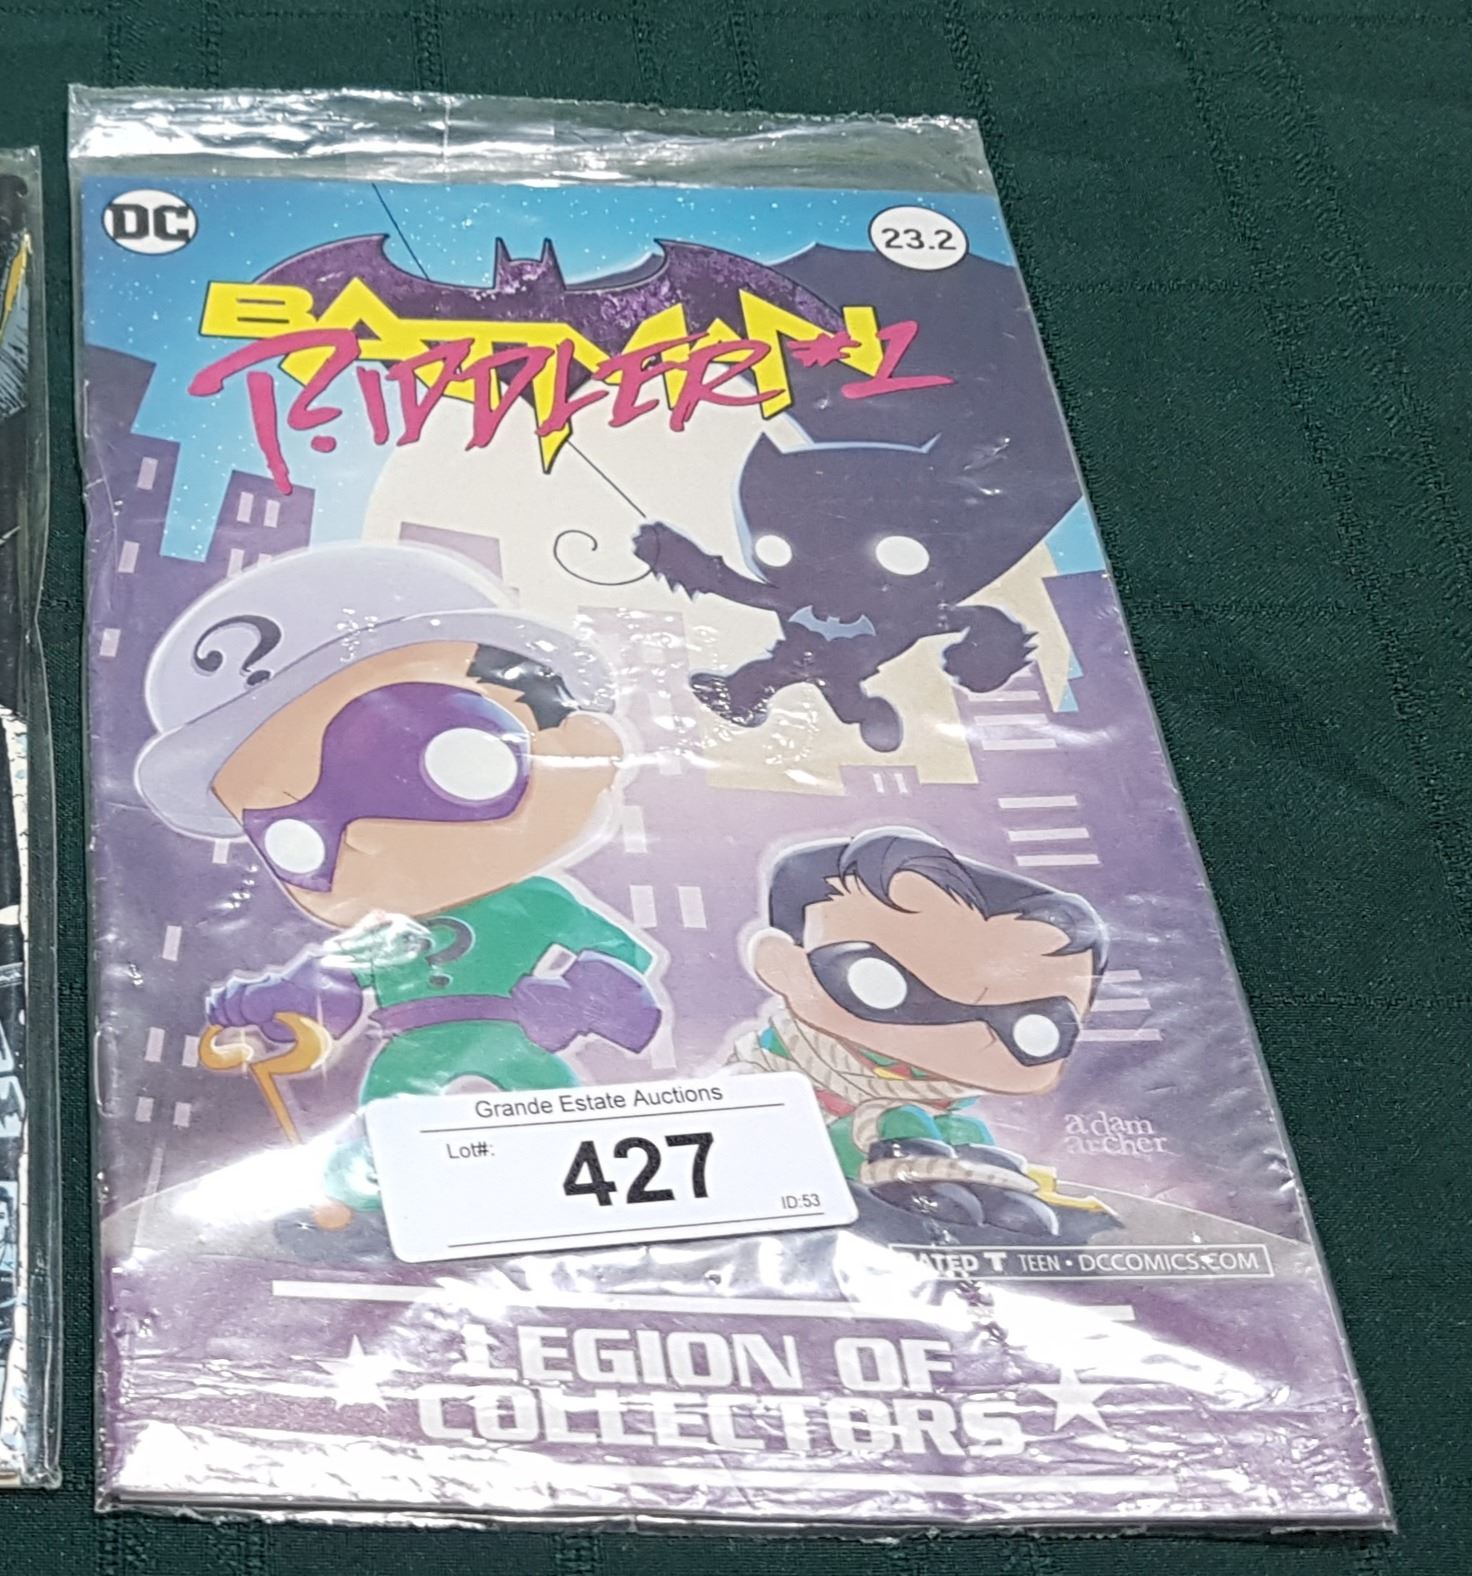 DC
23.2
BATMAN
RIDDLER #1
?
?
adam
archer
Grande Estate Auctions
Lot#:
427
ID:53
RATED T TEEN • DCCOMICS.COM
LEGION OF
COLLECTORS